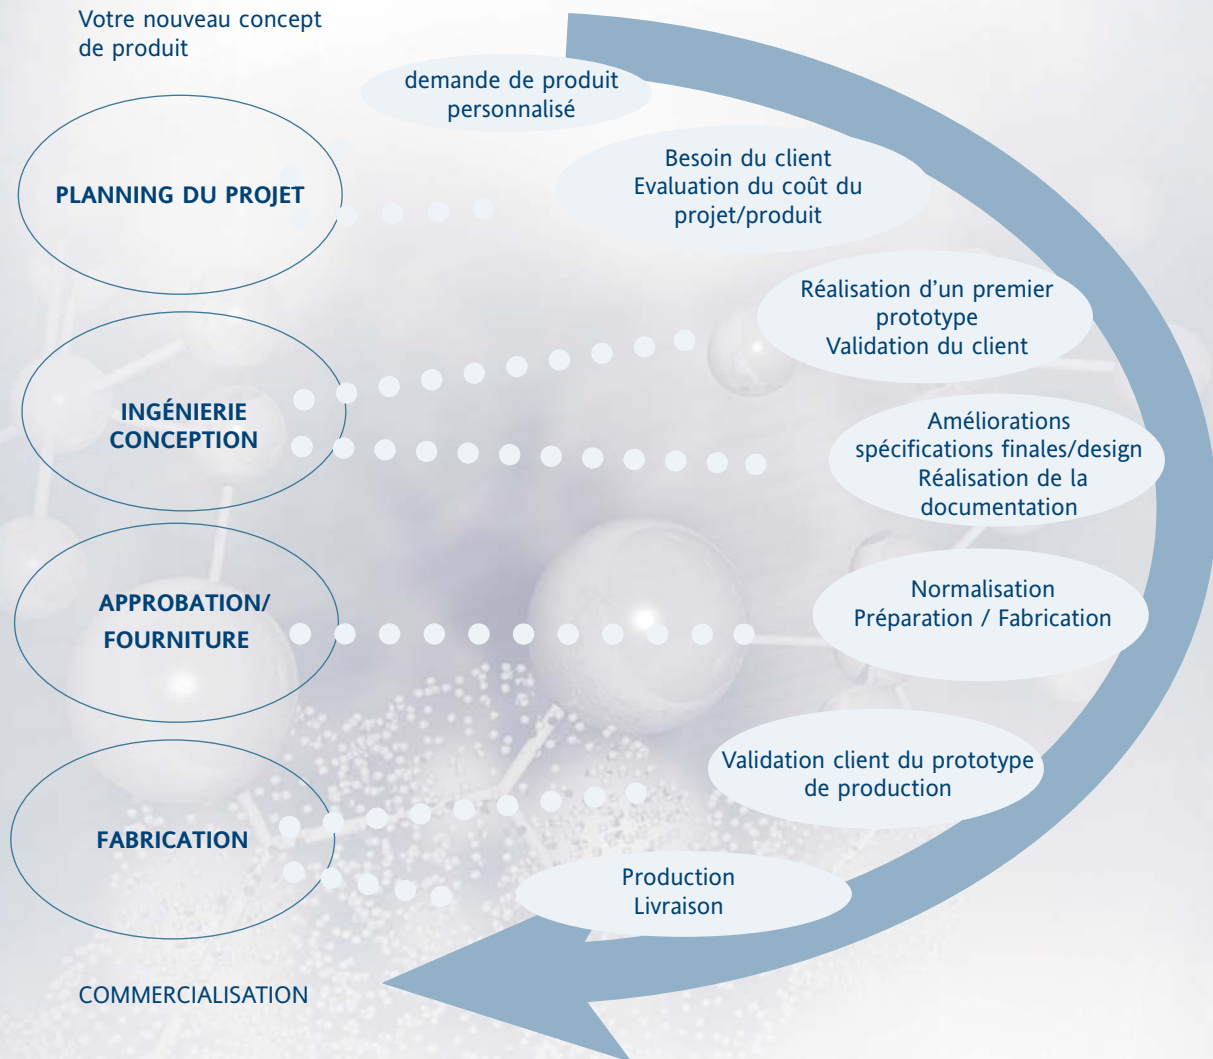 Votre nouveau concept
de produit
demande de produit
personnalisé
PLANNING DU PROJET
Besoin du client
Evaluation du coût du
projet/produit
Réalisation d’un premier
prototype
Validation du client
INGÉNIERIE
CONCEPTION
Améliorations
spécifications finales/design
Réalisation de la
documentation
APPROBATION/
FOURNITURE
Normalisation
Préparation / Fabrication
Validation client du prototype
de production
FABRICATION
Production
Livraison
COMMERCIALISATION